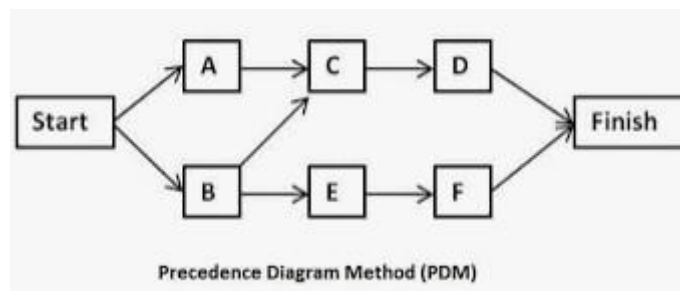 A C D
Start Finish
B E F
Precedence Diagram Method (PDM)